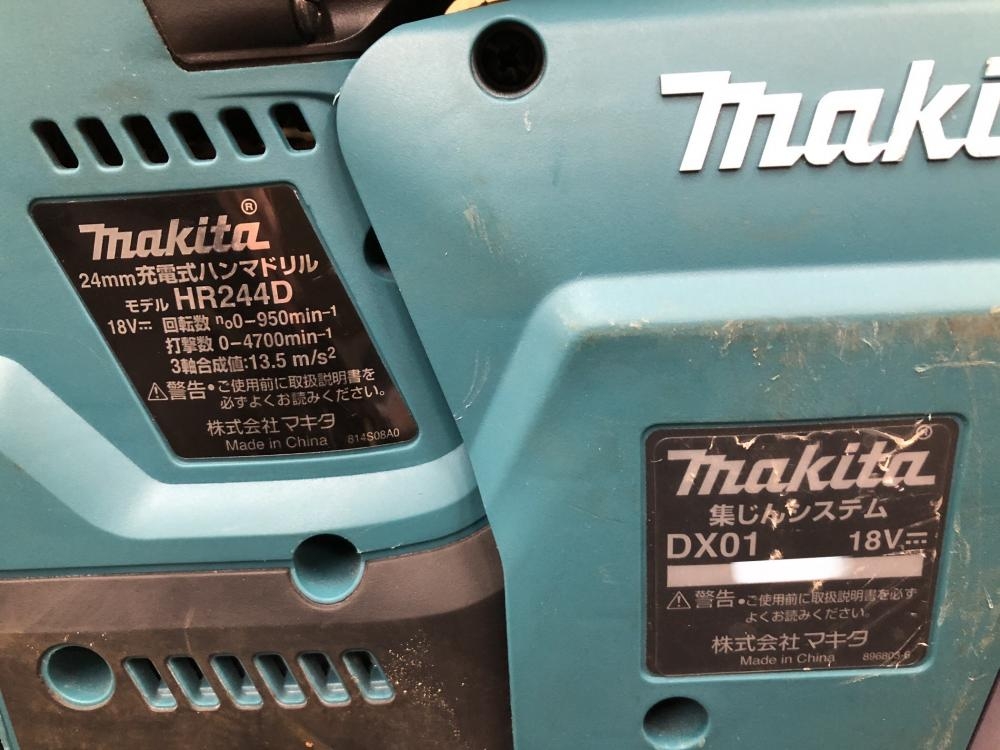 makita®
24mm充電式ハンマドリル
モデル HR244D
18V⎓ 回転数 n₀0-950min⁻¹
打撃数 0-4700min⁻¹
3軸合成値:13.5 m/s²
⚠警告•ご使用前に取扱説明書を
必ずよくお読みください。
株式会社 マキタ
Made in China 814S08A0
maki
makita®
集じんシステム
DX01 18V⎓
⚠警告•ご使用前に取扱説明書を必ず
よくお読みください
株式会社 マキタ
Made in China 896803-6